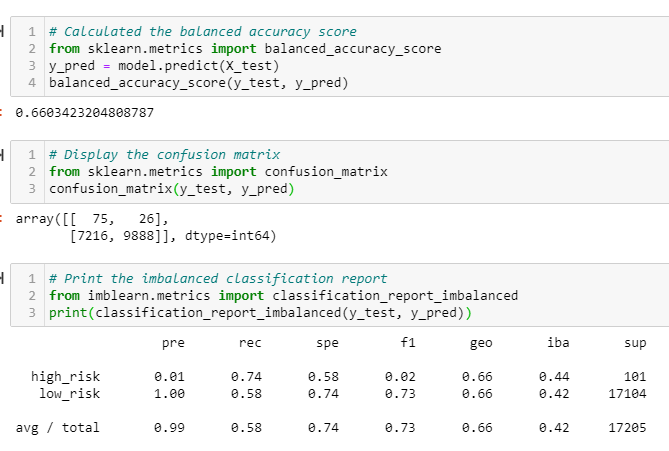 1 # Calculated the balanced accuracy score
2 from sklearn.metrics import balanced_accuracy_score
3 y_pred = model.predict(X_test)
4 balanced_accuracy_score(y_test, y_pred)
0.6603423204808787
1 # Display the confusion matrix
2 from sklearn.metrics import confusion_matrix
3 confusion_matrix(y_test, y_pred)
array([[  75,   26],
       [7216, 9888]], dtype=int64)
1 # Print the imbalanced classification report
2 from imblearn.metrics import classification_report_imbalanced
3 print(classification_report_imbalanced(y_test, y_pred))
pre rec spe f1 geo iba sup
high_risk 0.01 0.74 0.58 0.02 0.66 0.44 101
low_risk 1.00 0.58 0.74 0.73 0.66 0.42 17104
avg / total 0.99 0.58 0.74 0.73 0.66 0.42 17205